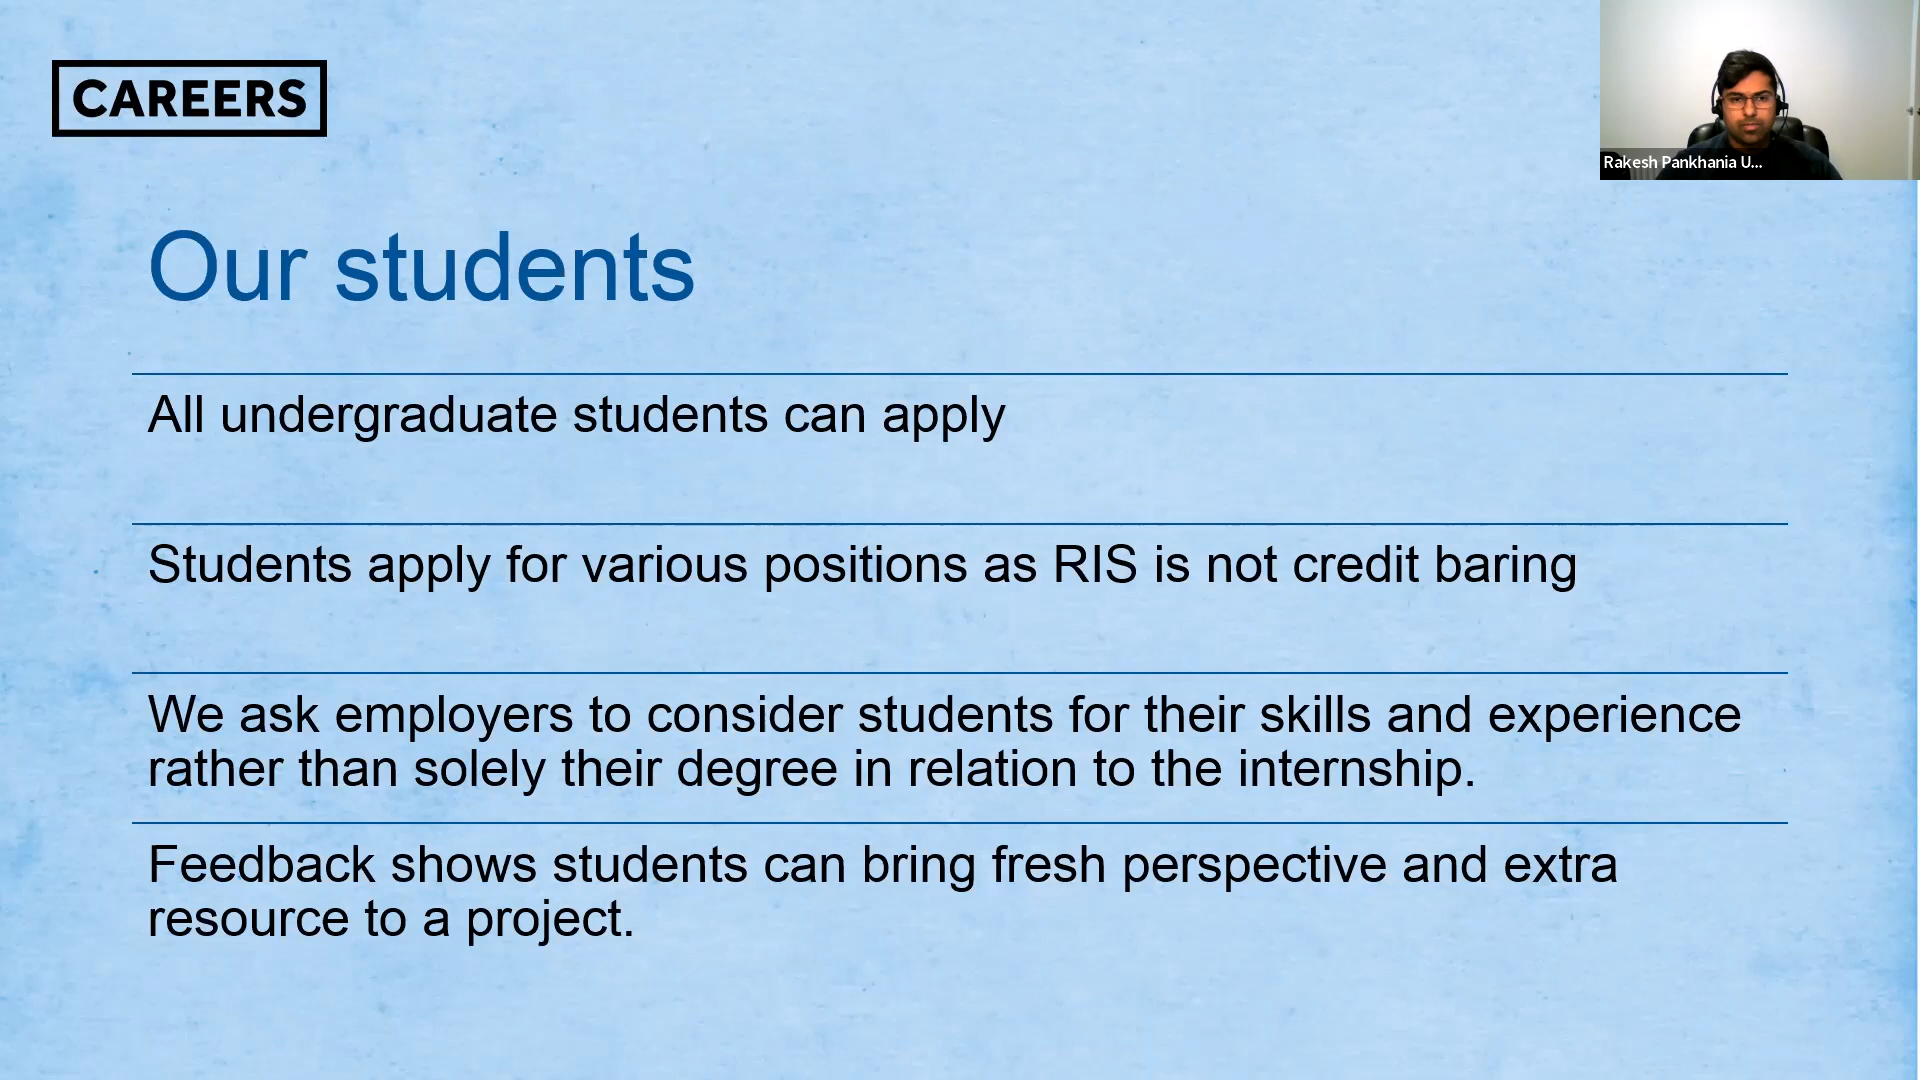 CAREERS
Rakesh Pankhania U...
Our students
All undergraduate students can apply
Students apply for various positions as RIS is not credit baring
We ask employers to consider students for their skills and experience
rather than solely their degree in relation to the internship.
Feedback shows students can bring fresh perspective and extra
resource to a project.